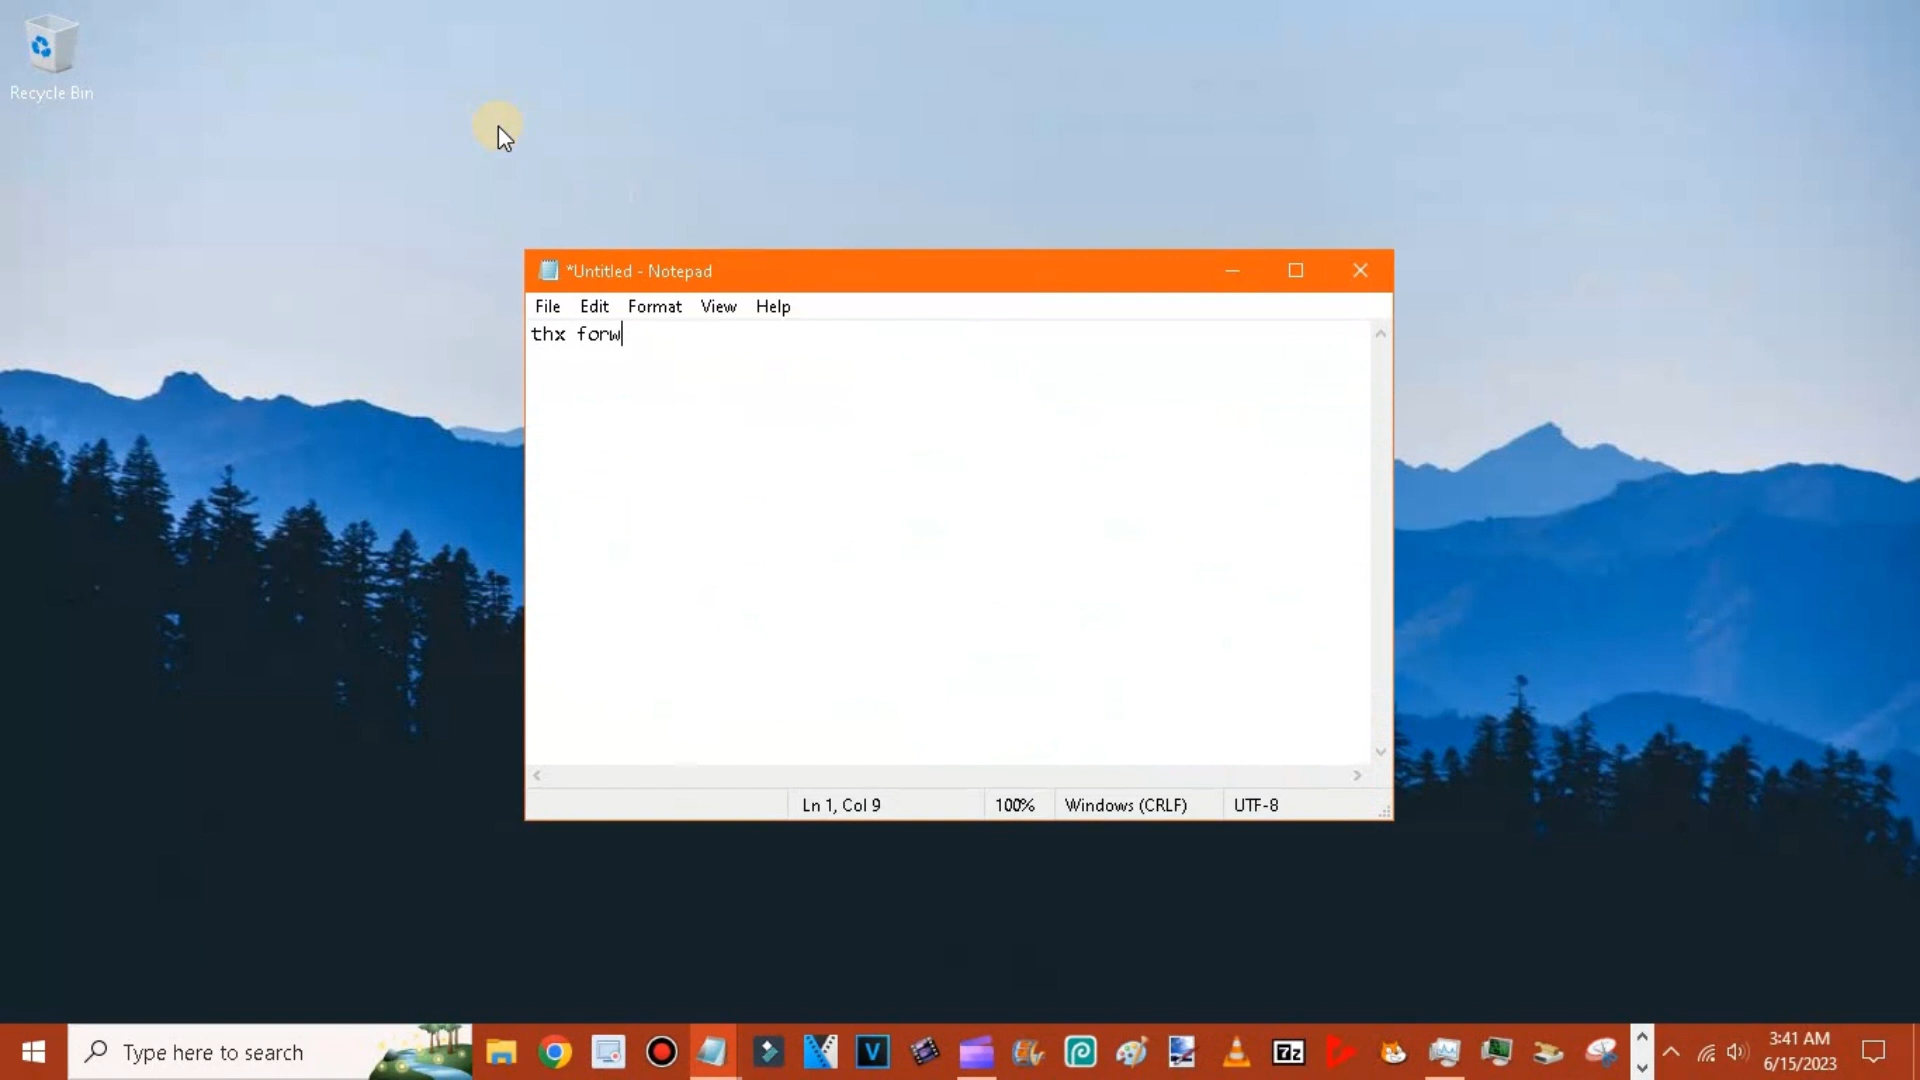 Recycle Bin
*Untitled - Notepad
File Edit Format View Help
thx forw
Ln 1, Col 9 100% Windows (CRLF) UTF-8
Type here to search
V
7z
3:41 AM
6/15/2023